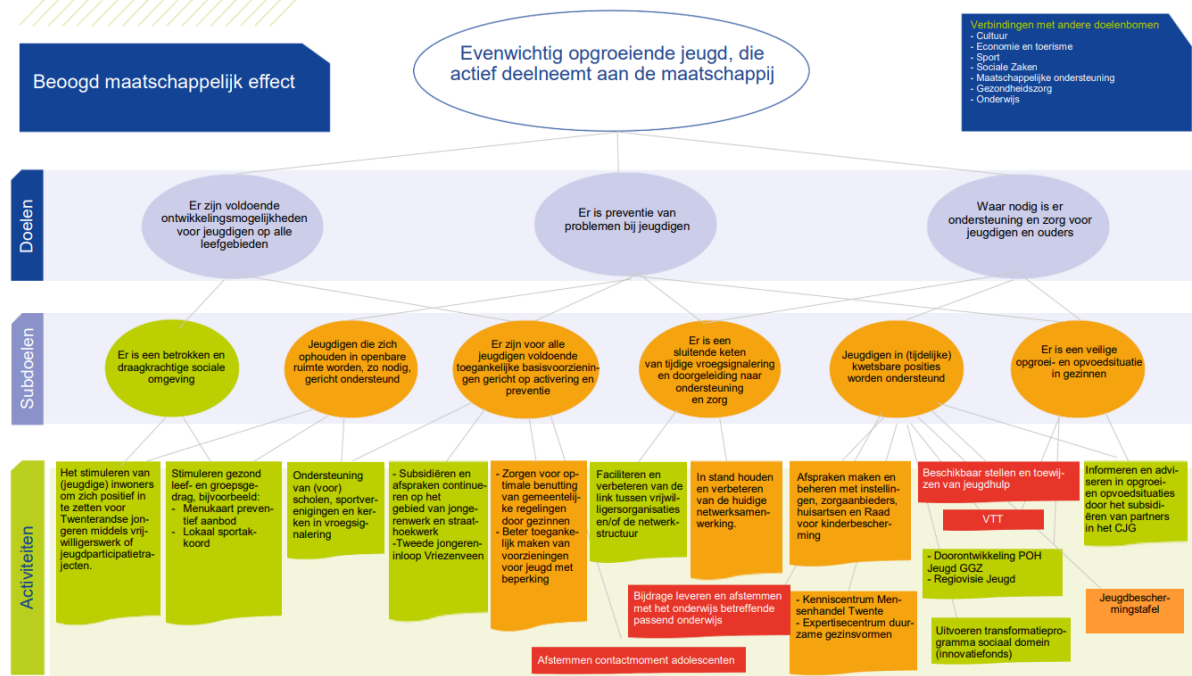 Beoogd maatschappelijk effect
Evenwichtig opgroeiende jeugd, die
actief deelneemt aan de maatschappij
Verbindingen met andere doelenbomen
- Cultuur
- Economie en toerisme
- Sport
- Sociale Zaken
- Maatschappelijke ondersteuning
- Gezondheidszorg
- Onderwijs
Doelen
Er zijn voldoende
ontwikkelingsmogelijkheden
voor jeugdigen op alle
leefgebieden
Er is preventie van
problemen bij jeugdigen
Waar nodig is er
ondersteuning en zorg voor
jeugdigen en ouders
Subdoelen
Er is een betrokken en
draagkrachtige sociale
omgeving
Jeugdigen die zich
ophouden in openbare
ruimte worden, zo nodig,
gericht ondersteund
Er zijn voor alle
jeugdigen voldoende
toegankelijke basisvoorzienin-
gen gericht op activering en
preventie
Er is een
sluitende keten
van tijdige vroegsignalering
en doorgeleiding naar
ondersteuning
en zorg
Jeugdigen in (tijdelijke)
kwetsbare posities
worden ondersteund
Er is een veilige
opgroei- en opvoedsituatie
in gezinnen
Activiteiten
Het stimuleren van
(jeugdige) inwoners
om zich positief in
te zetten voor
Twenterandse jon-
geren middels vrij-
willigerswerk of
jeugdparticipatietra-
jecten.
Stimuleren gezond
leef- en groepsge-
drag, bijvoorbeeld:
- Menukaart preven-
tief aanbod
- Lokaal sportak-
koord
Ondersteuning
van (voor)
scholen, sportver-
enigingen en ker-
ken in vroegsig-
nalering
- Subsidiëren en
afspraken continue-
ren op het
gebied van jonge-
renwerk en straat-
hoekwerk
-Tweede jongeren-
inloop Vriezenveen
- Zorgen voor op-
timale benutting
van gemeentelij-
ke regelingen
door gezinnen
- Beter toeganke-
lijk maken van
voorzieningen
voor jeugd met
beperking
Faciliteren en
verbeteren van de
link tussen vrijwil-
ligersorganisaties
en/of de netwerk-
structuur
In stand houden
en verbeteren
van de huidige
netwerksamen-
werking.
Afspraken maken en
beheren met instellin-
gen, zorgaanbieders,
huisartsen en Raad
voor kinderbescher-
ming
Beschikbaar stellen en toewij-
zen van jeugdhulp
VTT
Informeren en advi-
seren in opgroei-
en opvoedsituaties
door het subsidi-
ëren van partners
in het CJG
- Doorontwikkeling POH
Jeugd GGZ
- Regiovisie Jeugd
Bijdrage leveren en afstemmen
met het onderwijs betreffende
passend onderwijs
- Kenniscentrum Men-
senhandel Twente
- Expertisecentrum duur-
zame gezinsvormen
Jeugdbescher-
mingstafel
Uitvoeren transformatiepro-
gramma sociaal domein
(innovatiefonds)
Afstemmen contactmoment adolescenten